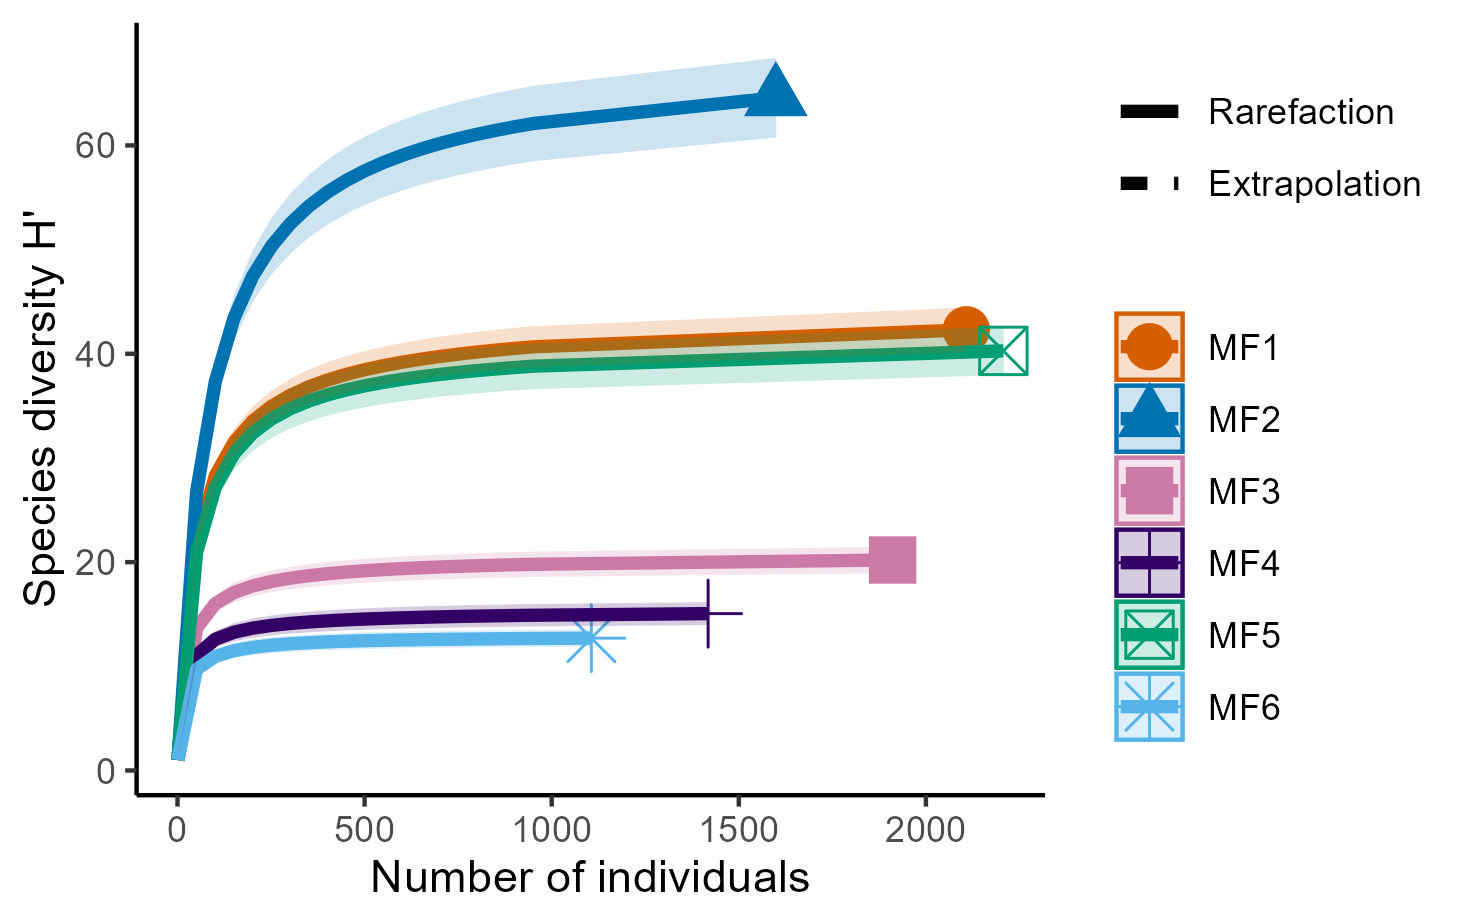 60
40
20
0
Species diversity H'
0 500 1000 1500 2000
Number of individuals
Rarefaction
Extrapolation
MF1
MF2
MF3
MF4
MF5
MF6